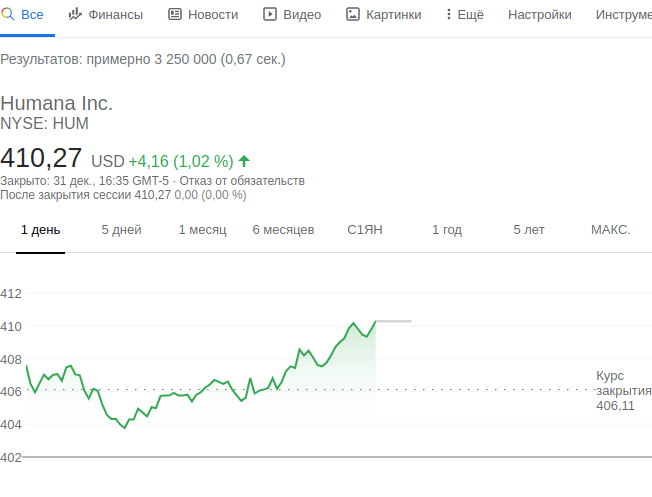 Все Финансы Новости Видео Картинки Ещё Настройки Инструме
Результатов: примерно 3 250 000 (0,67 сек.)
Humana Inc.
NYSE: HUM
410,27 USD +4,16 (1,02 %)
Закрыто: 31 дек., 16:35 GMT-5 · Отказ от обязательств
После закрытия сессии 410,27 0,00 (0,00 %)
1 день 5 дней 1 месяц 6 месяцев С1ЯН 1 год 5 лет МАКС.
412
410
408
406
404
402
Курс
закрытия
406,11